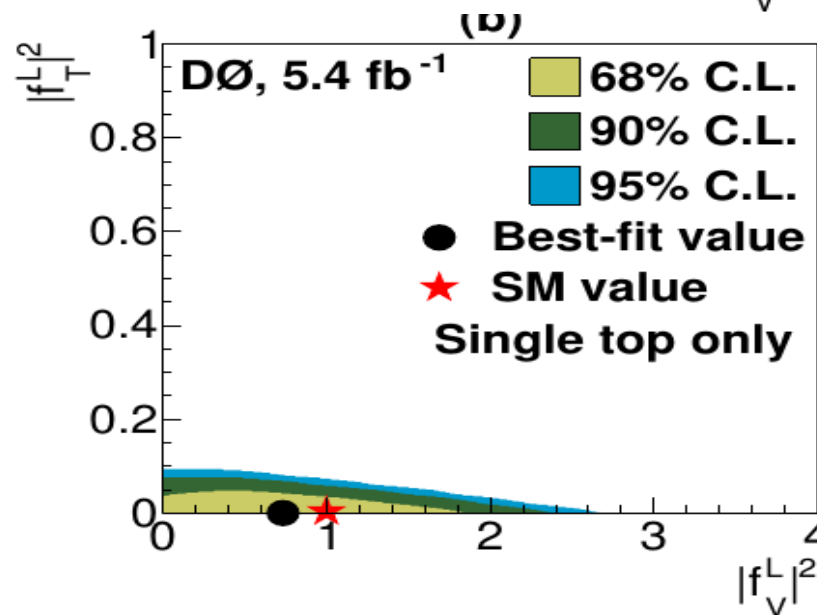 V
(b)
|f_T^L|²
1
DØ, 5.4 fb⁻¹
68% C.L.
0.8
90% C.L.
95% C.L.
0.6
Best-fit value
SM value
0.4
Single top only
0.2
0
0 1 2 3 4
|f_V^L|²